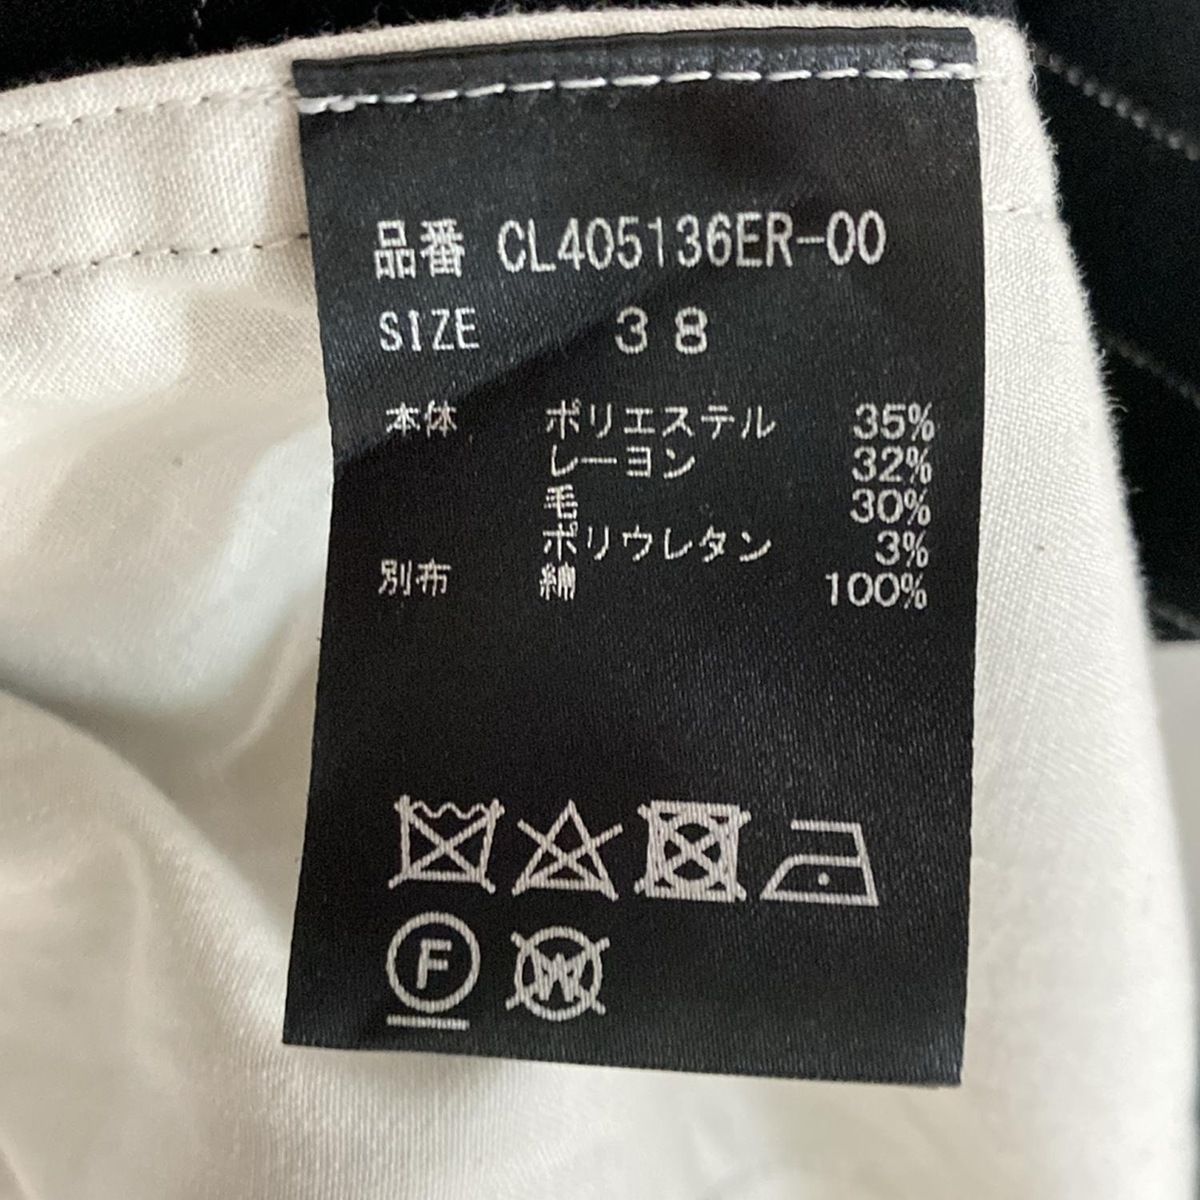 品番 CL405136ER-00
SIZE 38
本体 ポリエステル 35%
レーヨン 32%
毛 30%
ポリウレタン 3%
別布 綿 100%
F W